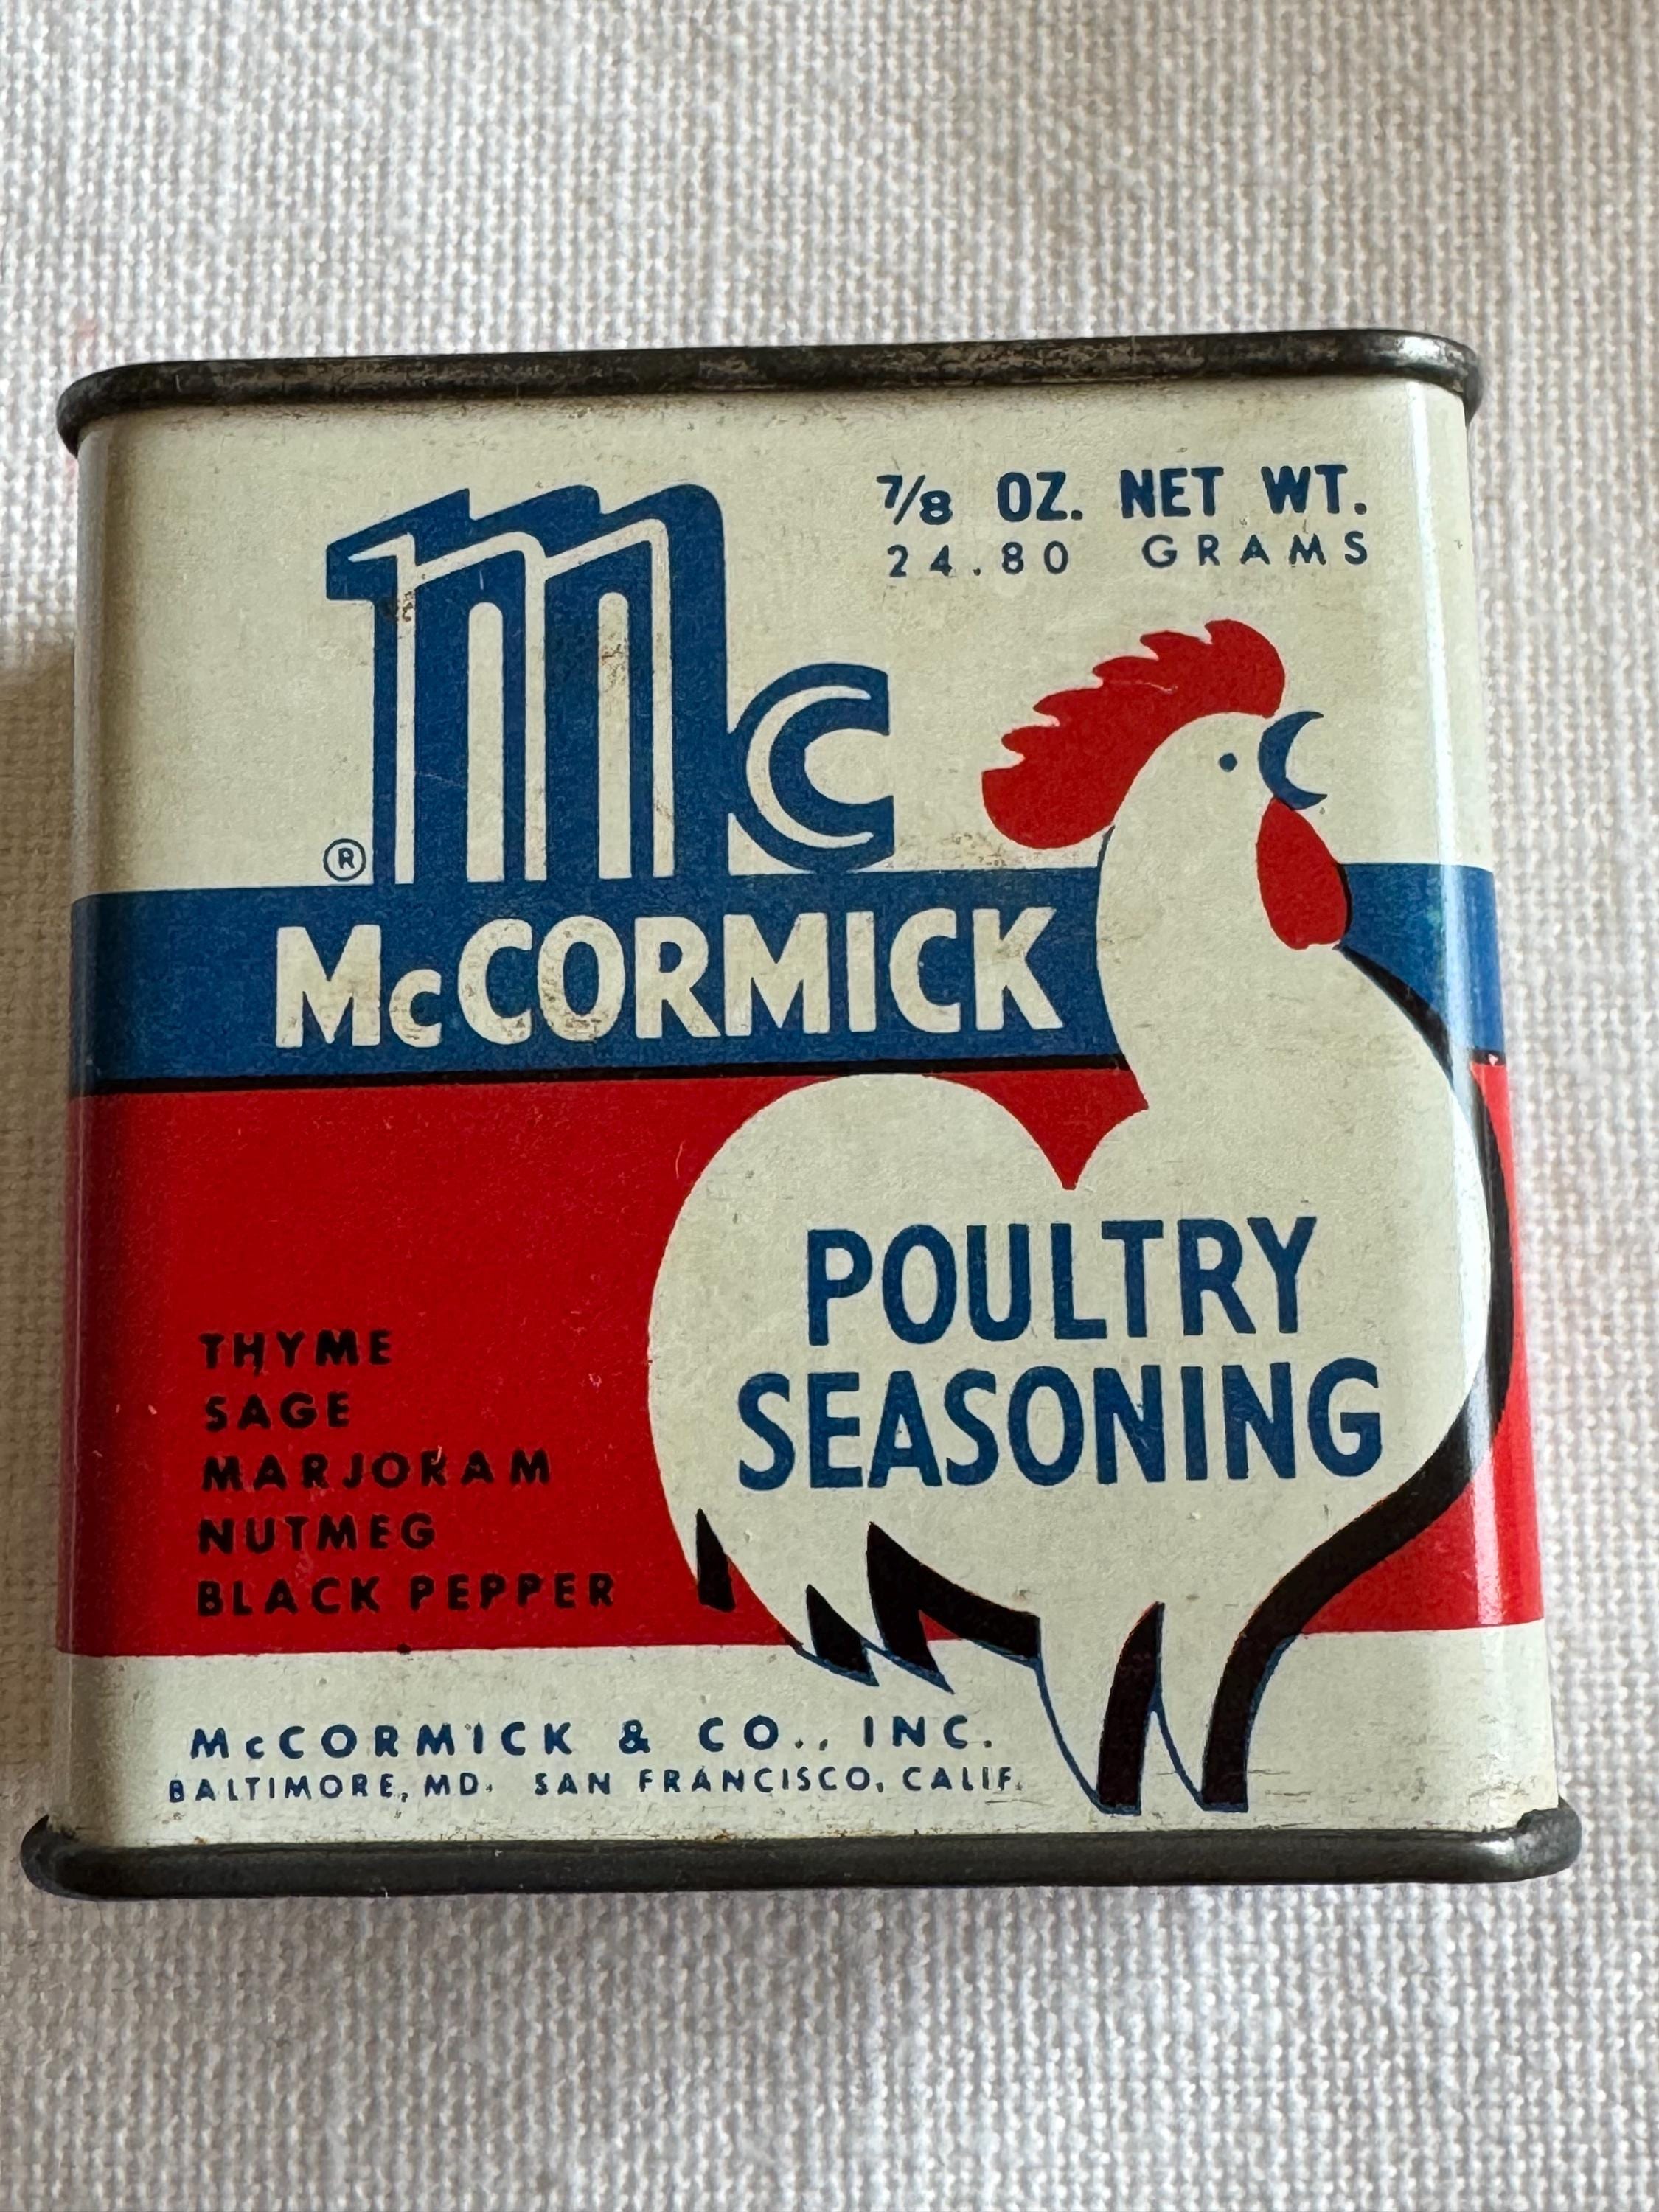 7/8 OZ. NET WT.
24.80 GRAMS
Mc
®
McCORMICK
POULTRY
SEASONING
THYME
SAGE
MARJORAM
NUTMEG
BLACK PEPPER
McCORMICK & CO., INC.
BALTIMORE, MD. SAN FRANCISCO, CALIF.